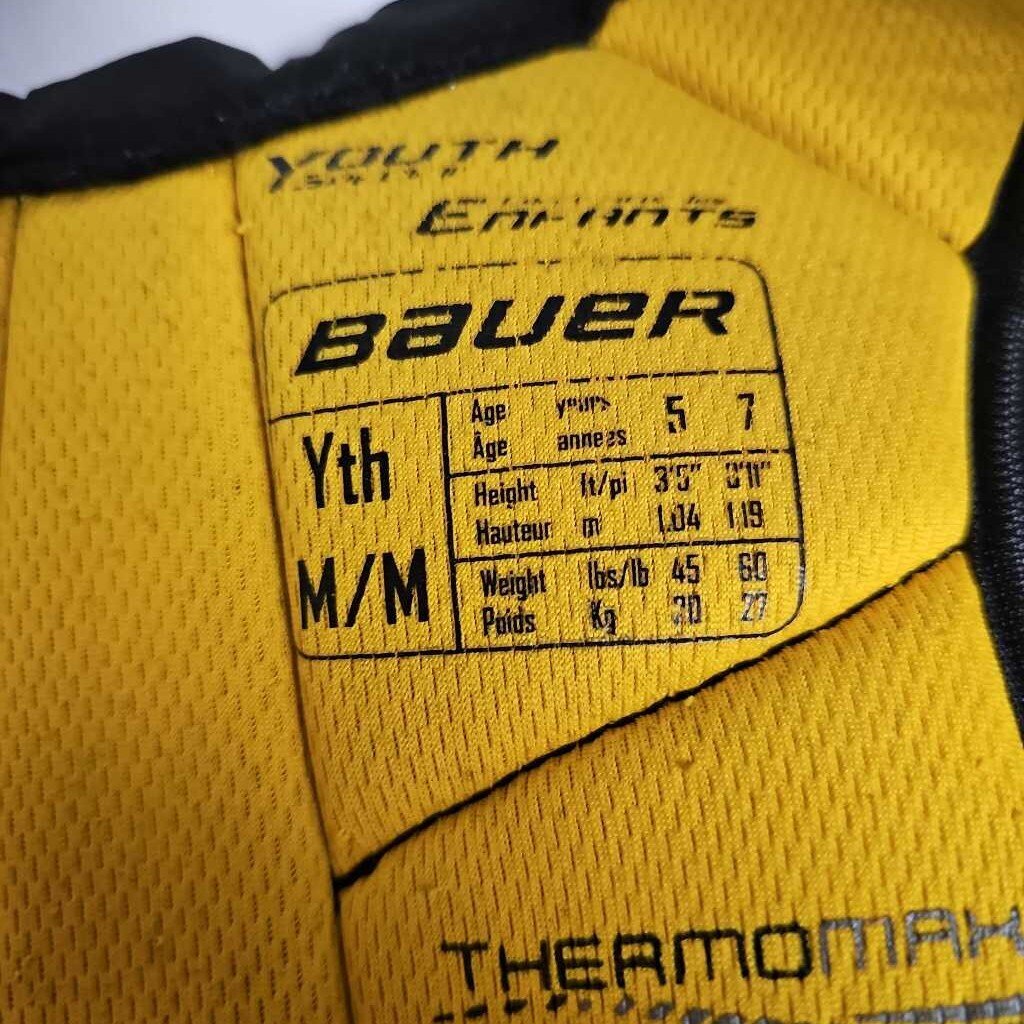 YOUTH
ENFANTS
BAUER
Yth
M/M
Age years 5 7
Âge annees
Height ft/pi 3'5" 3'11"
Hauteur m 1.04 1.19
Weight lbs/lb 45 60
Poids Kg 20 27
THERMOMAX